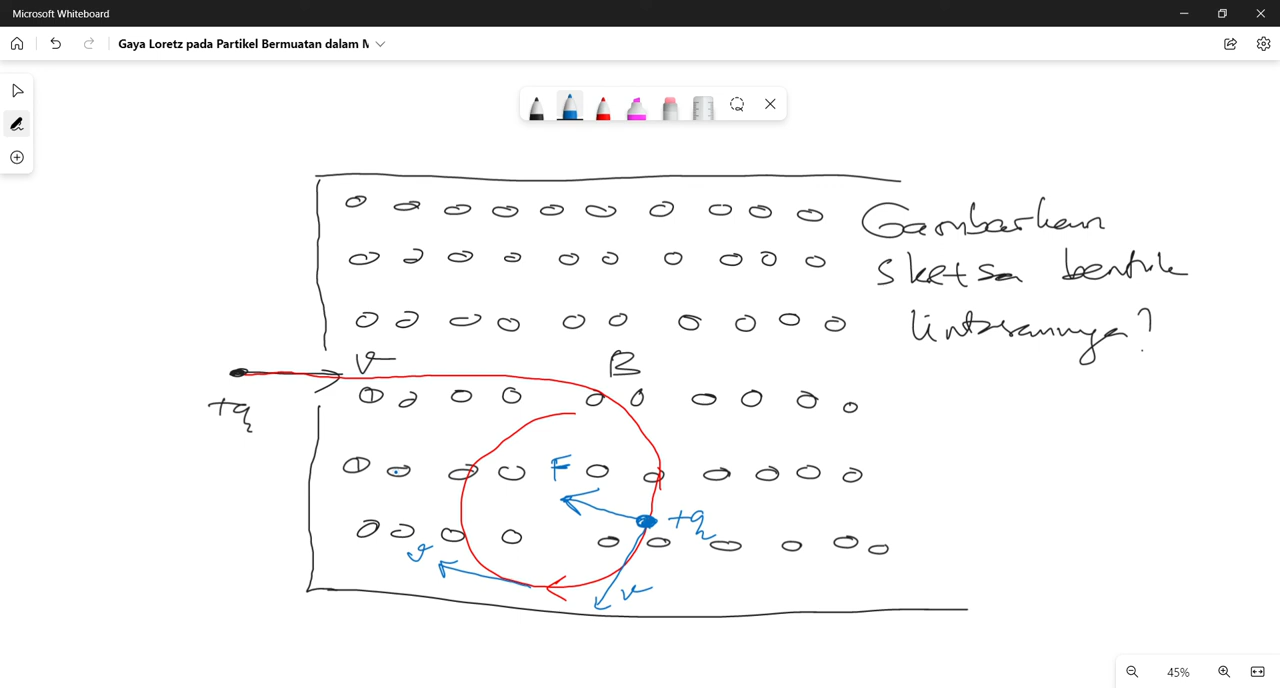 Microsoft Whiteboard
Gaya Loretz pada Partikel Bermuatan dalam M
Gambarkan
sketsa bentuk
lintasannya?
v
B
+q
F
+q
v
v
45%